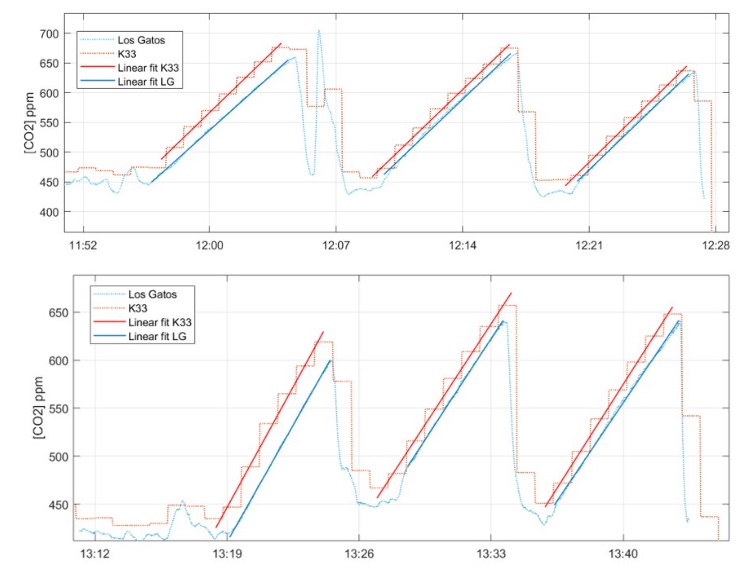 700
650
600
550
500
450
400
[CO2] ppm
Los Gatos
K33
Linear fit K33
Linear fit LG
11:52
12:00
12:07
12:14
12:21
12:28
650
600
550
500
450
[CO2] ppm
Los Gatos
K33
Linear fit K33
Linear fit LG
13:12
13:19
13:26
13:33
13:40